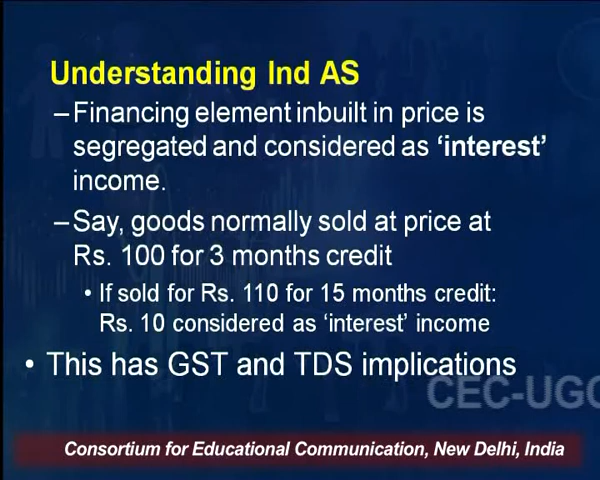 Understanding Ind AS
–Financing element inbuilt in price is
segregated and considered as ‘interest’
income.
–Say, goods normally sold at price at
Rs. 100 for 3 months credit
• If sold for Rs. 110 for 15 months credit:
Rs. 10 considered as ‘interest’ income
• This has GST and TDS implications
CEC-UGC
Consortium for Educational Communication, New Delhi, India